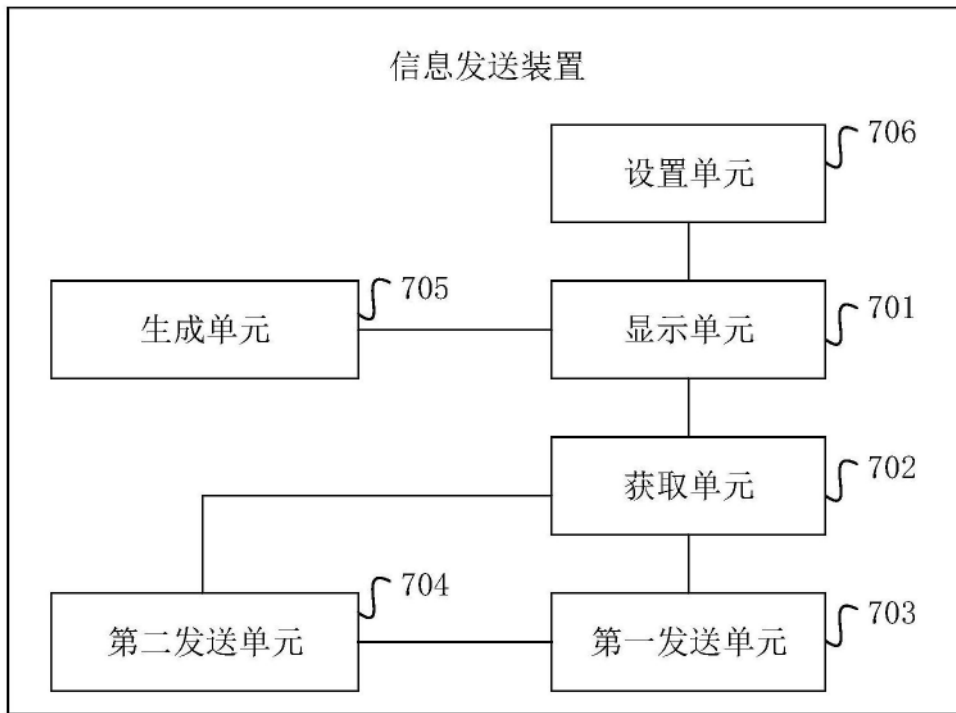 信息发送装置
706
设置单元
705
生成单元
701
显示单元
702
获取单元
704
第二发送单元
703
第一发送单元